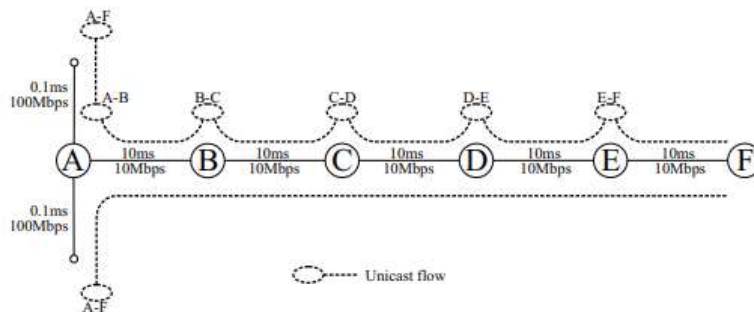 A-F
0.1ms
100Mbps
A-B B-C C-D D-E E-F
A 10ms B 10ms C 10ms D 10ms E 10ms F
10Mbps 10Mbps 10Mbps 10Mbps 10Mbps
0.1ms
100Mbps
Unicast flow
A-F